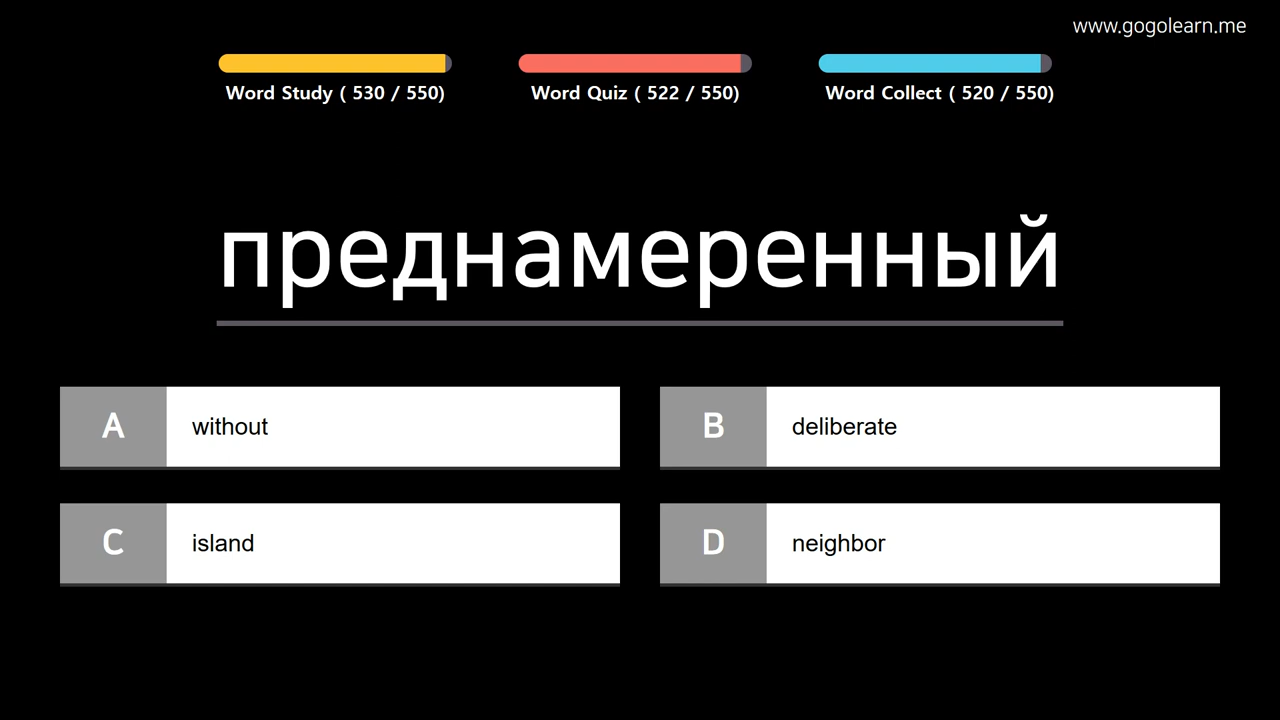 www.gogolearn.me
Word Study ( 530 / 550)
Word Quiz ( 522 / 550)
Word Collect ( 520 / 550)
преднамеренный
A without
B deliberate
C island
D neighbor